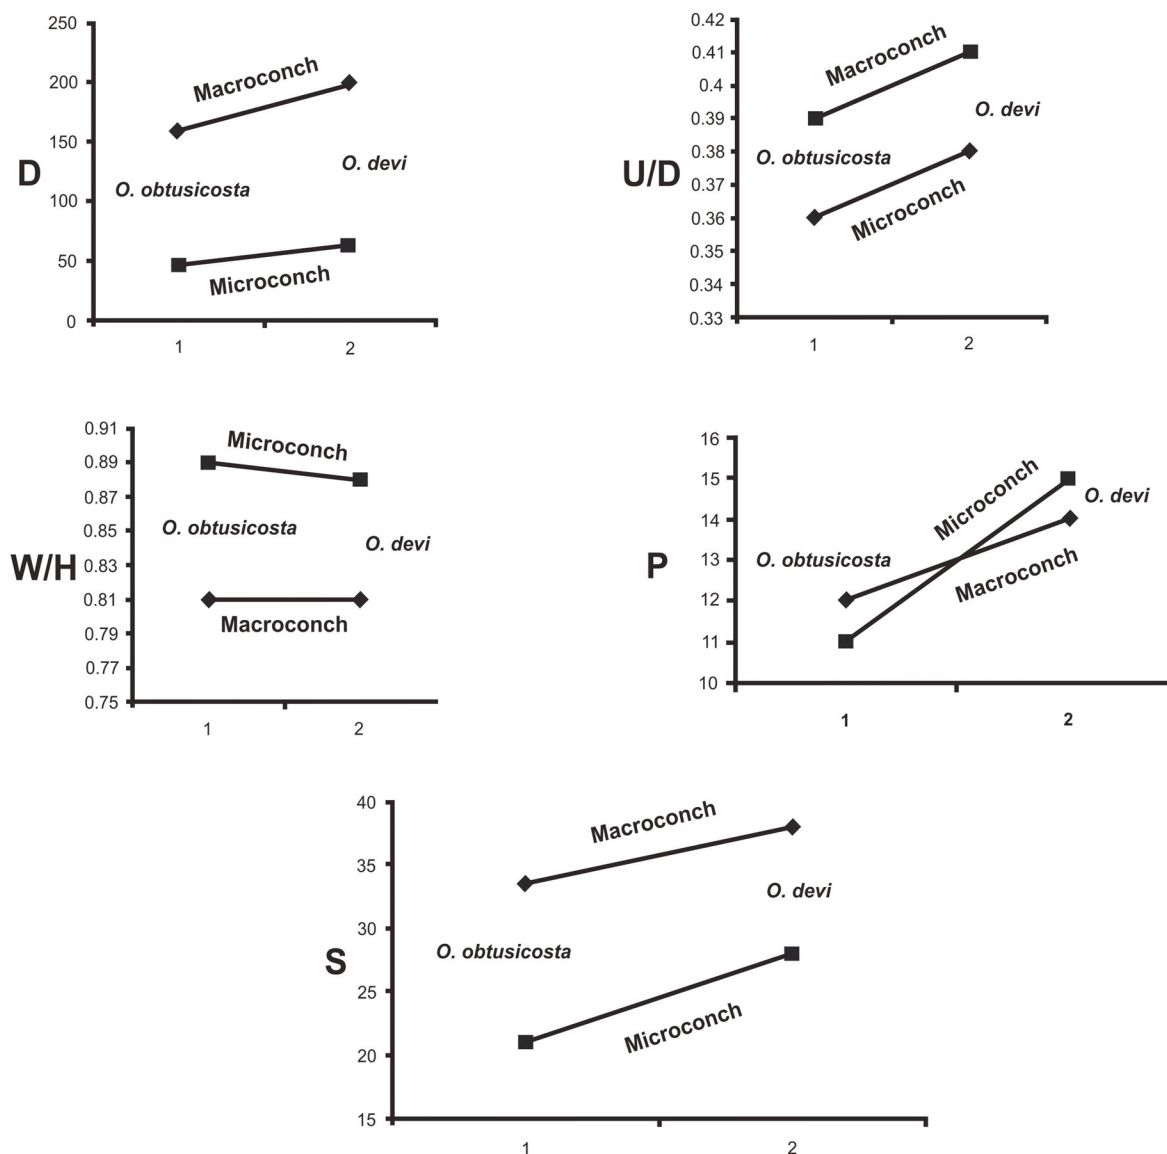 250
200
150
100
50
0
D
Macroconch
O. devi
O. obtusicosta
Microconch
1
2
0.42
0.41
0.4
0.39
0.38
0.37
0.36
0.35
0.34
0.33
U/D
Macroconch
O. devi
O. obtusicosta
Microconch
1
2
0.91
0.89
0.87
0.85
0.83
0.81
0.79
0.77
0.75
W/H
Microconch
O. obtusicosta
O. devi
Macroconch
1
2
16
15
14
13
12
11
10
P
Microconch
O. devi
O. obtusicosta
Macroconch
1
2
40
35
30
25
20
15
S
Macroconch
O. devi
O. obtusicosta
Microconch
1
2